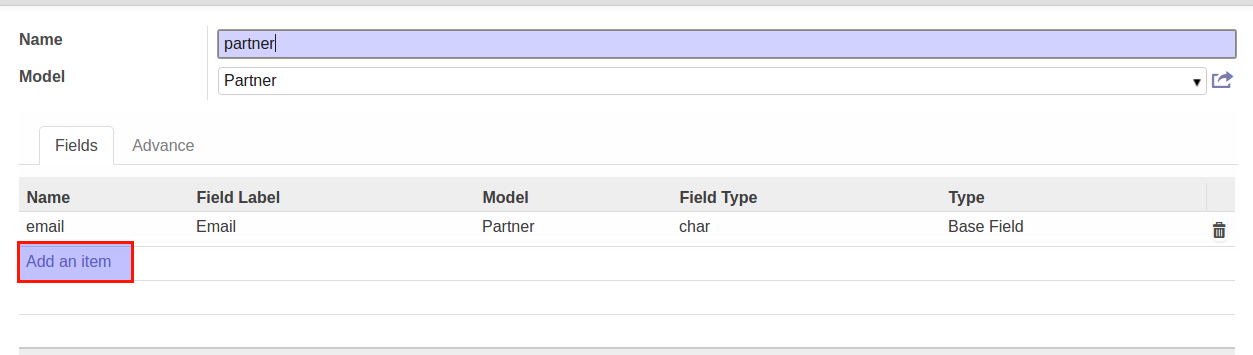 Name
partner
Model
Partner
Fields Advance
Name Field Label Model Field Type Type
email Email Partner char Base Field
Add an item